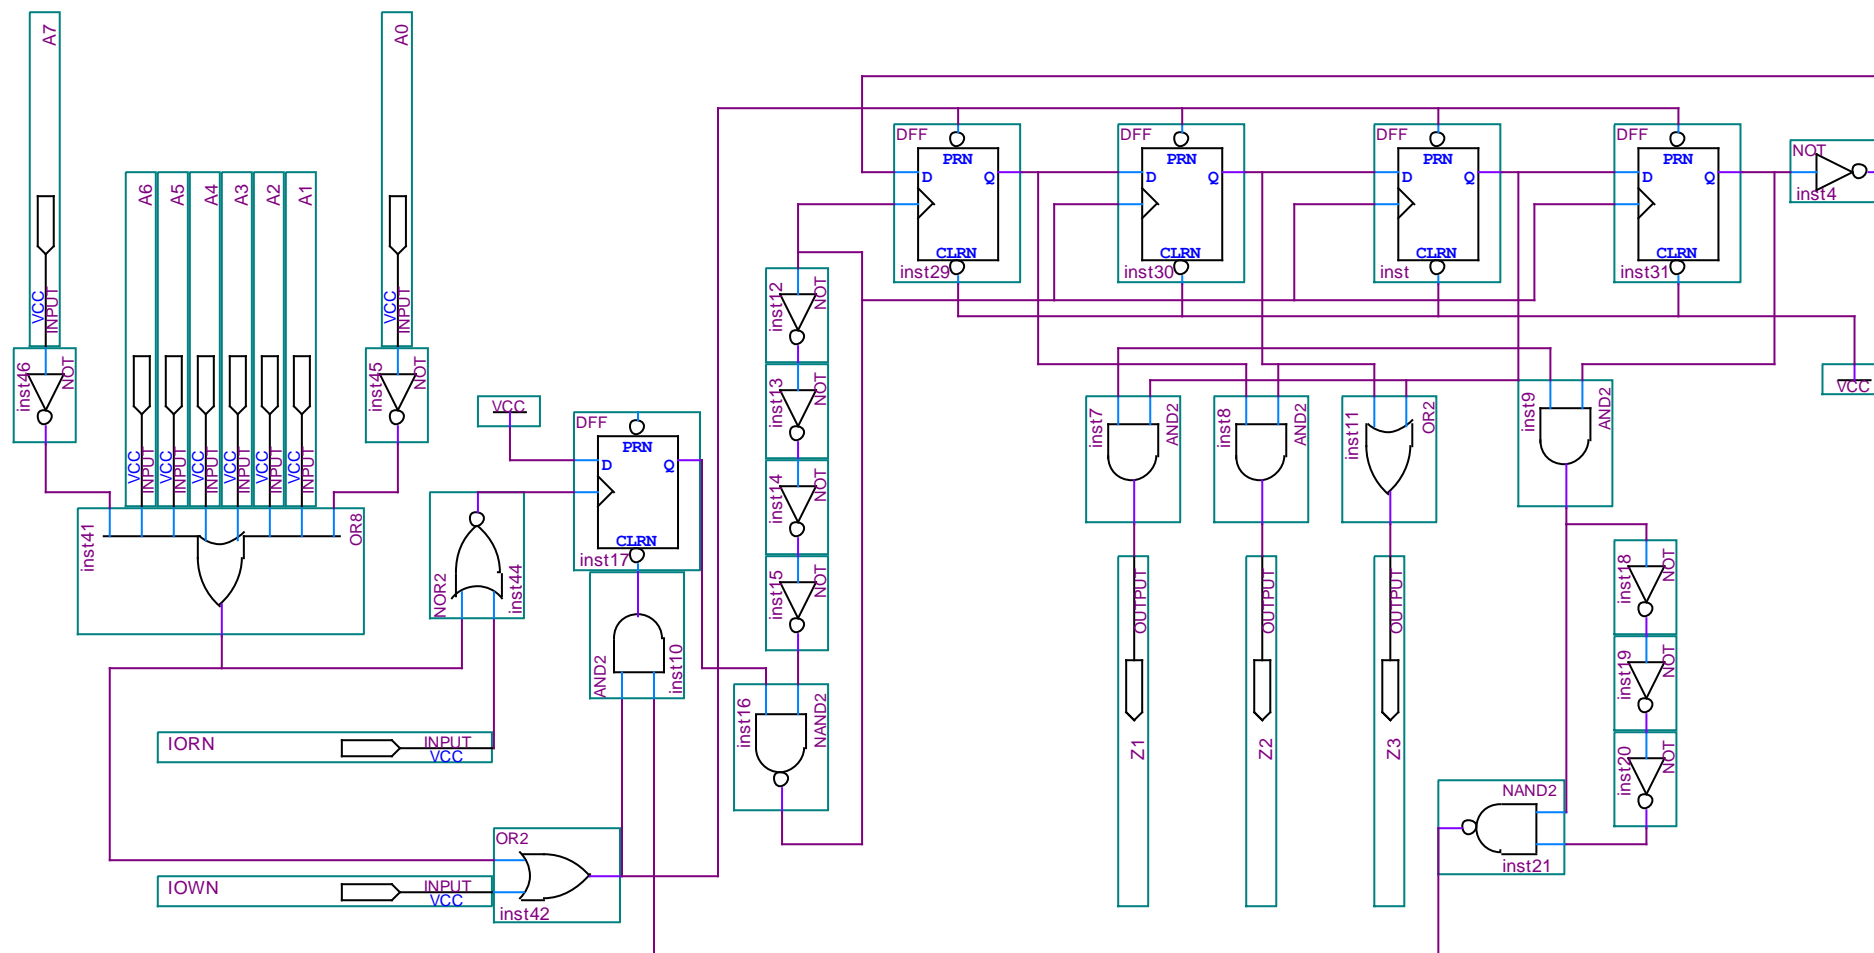 A7
A0
A6
A5
A4
A3
A2
A1
VCC
INPUT
VCC
INPUT
VCC
INPUT
VCC
INPUT
VCC
INPUT
VCC
INPUT
VCC
INPUT
VCC
INPUT
inst46
NOT
inst45
NOT
inst41
OR8
IORN
INPUT
VCC
IOWN
INPUT
VCC
OR2
inst42
NOR2
inst44
VCC
DFF
PRN
D
Q
CLRN
inst17
AND2
inst10
inst12
NOT
inst13
NOT
inst14
NOT
inst15
NOT
inst16
NAND2
DFF
PRN
D
Q
CLRN
inst29
DFF
PRN
D
Q
CLRN
inst30
DFF
PRN
D
Q
CLRN
inst
DFF
PRN
D
Q
CLRN
inst31
NOT
inst4
VCC
inst7
AND2
inst8
AND2
inst11
OR2
inst9
AND2
OUTPUT
Z1
OUTPUT
Z2
OUTPUT
Z3
inst18
NOT
inst19
NOT
inst20
NOT
NAND2
inst21